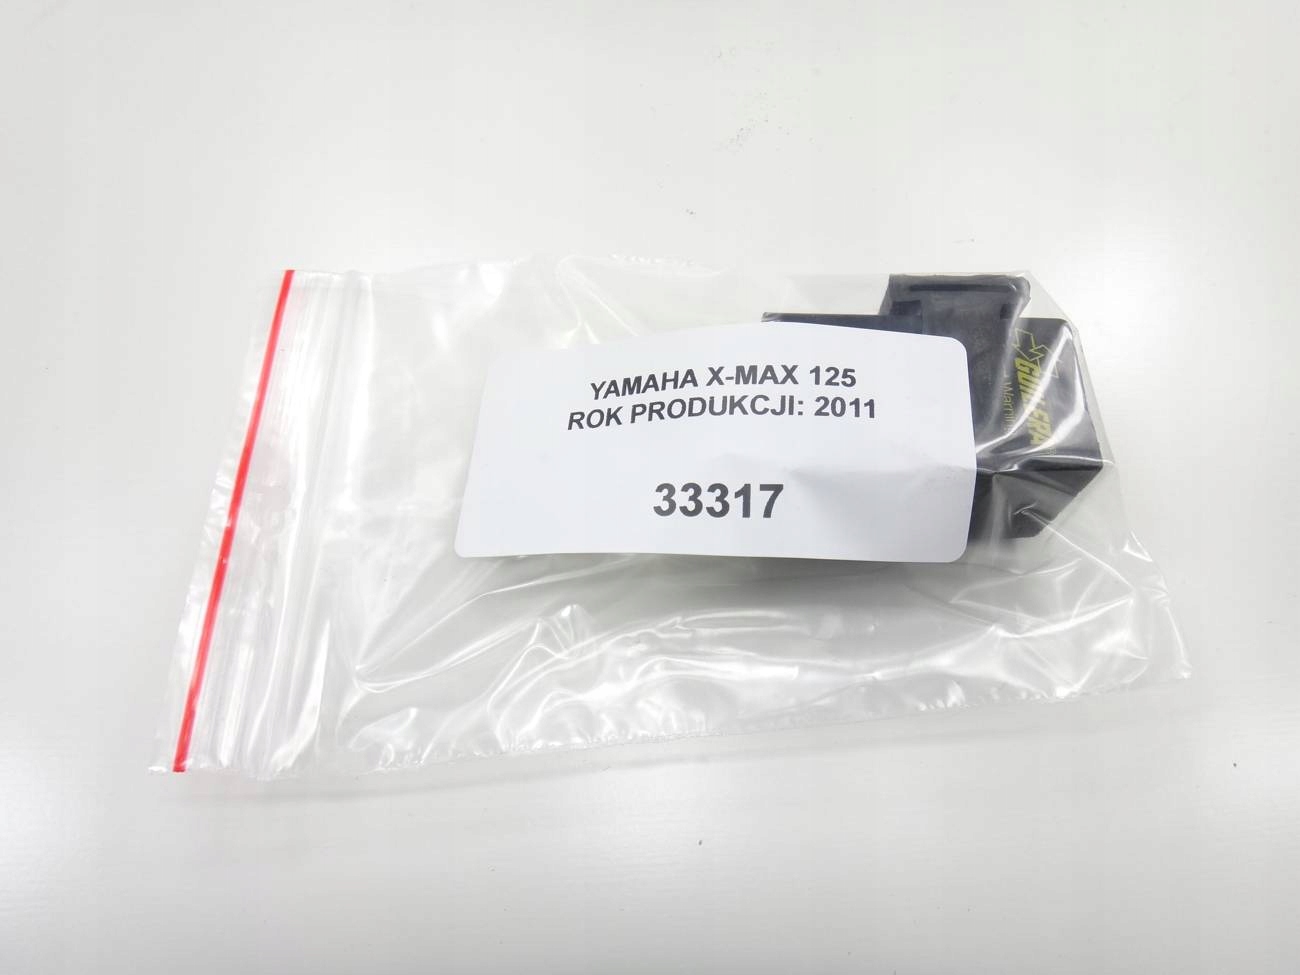 YAMAHA X-MAX 125
ROK PRODUKCJI: 2011
33317